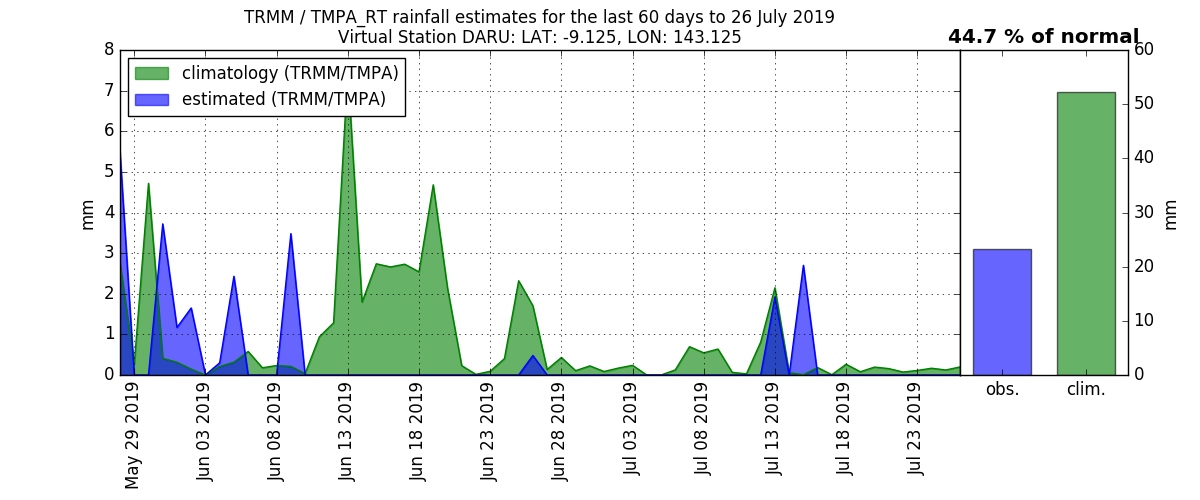 TRMM / TMPA_RT rainfall estimates for the last 60 days to 26 July 2019
Virtual Station DARU: LAT: -9.125, LON: 143.125
44.7 % of normal
climatology (TRMM/TMPA)
estimated (TRMM/TMPA)
mm
8
7
6
5
4
3
2
1
0
May 29 2019
Jun 03 2019
Jun 08 2019
Jun 13 2019
Jun 18 2019
Jun 23 2019
Jun 28 2019
Jul 03 2019
Jul 08 2019
Jul 13 2019
Jul 18 2019
Jul 23 2019
obs.
clim.
60
50
40
30
20
10
0
mm